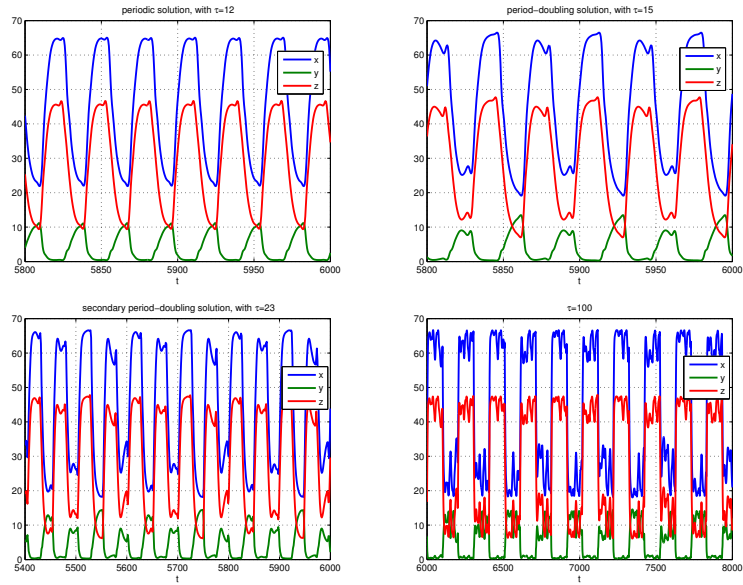 periodic solution, with τ=12
70
60
50
40
30
20
10
0
x
y
z
5800 5850 5900 5950 6000
t
period−doubling solution, with τ=15
70
60
50
40
30
20
10
0
x
y
z
5800 6850 7900 5950 6000
t
secondary period−doubling solution, with τ=23
70
60
50
40
30
20
10
0
x
y
z
5400 5500 5600 5700 5800 5900 6000
t
τ=100
70
60
50
40
30
20
10
0
x
y
z
6000 6500 7000 7500 8000
t